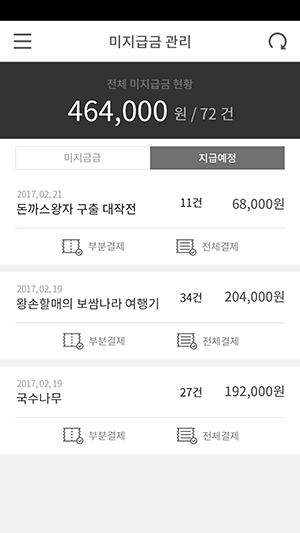 미지급금 관리
전체 미지급금 현황
464,000 원 / 72 건
미지금급 지급예정
2017, 02, 21
돈까스왕자 구출 대작전 11건 68,000원
부분결제 전체결제
2017, 02, 19
왕손할매의 보쌈나라 여행기 34건 204,000원
부분결제 전체결제
2017, 02, 19
국수나무 27건 192,000원
부분결제 전체결제